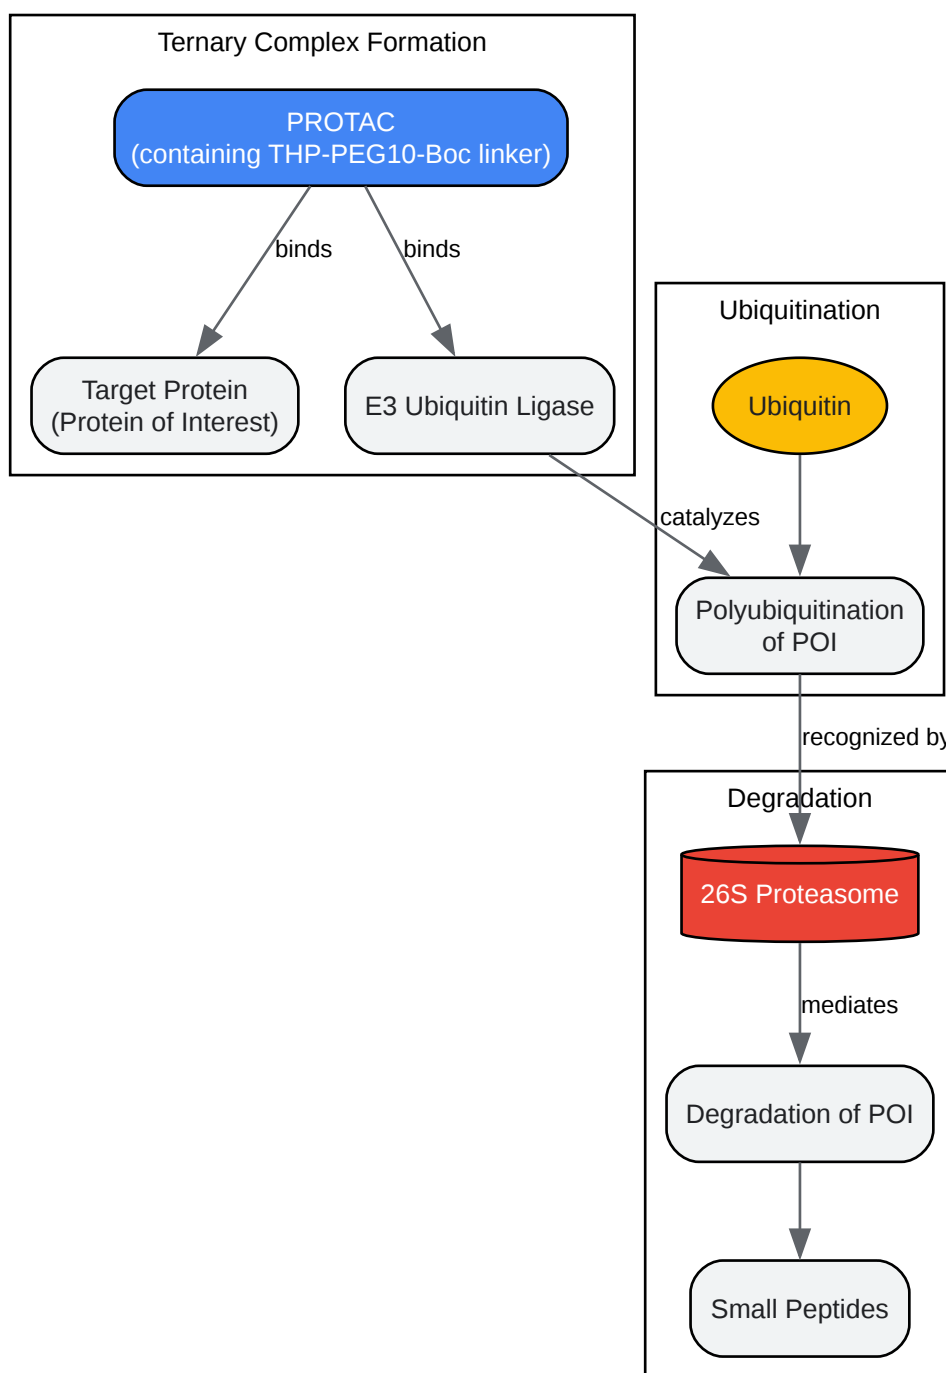 Ternary Complex Formation
PROTAC
(containing THP-PEG10-Boc linker)
binds
binds
Target Protein
(Protein of Interest)
E3 Ubiquitin Ligase
Ubiquitination
Ubiquitin
catalyzes
Polyubiquitination
of POI
recognized by
Degradation
26S Proteasome
mediates
Degradation of POI
Small Peptides